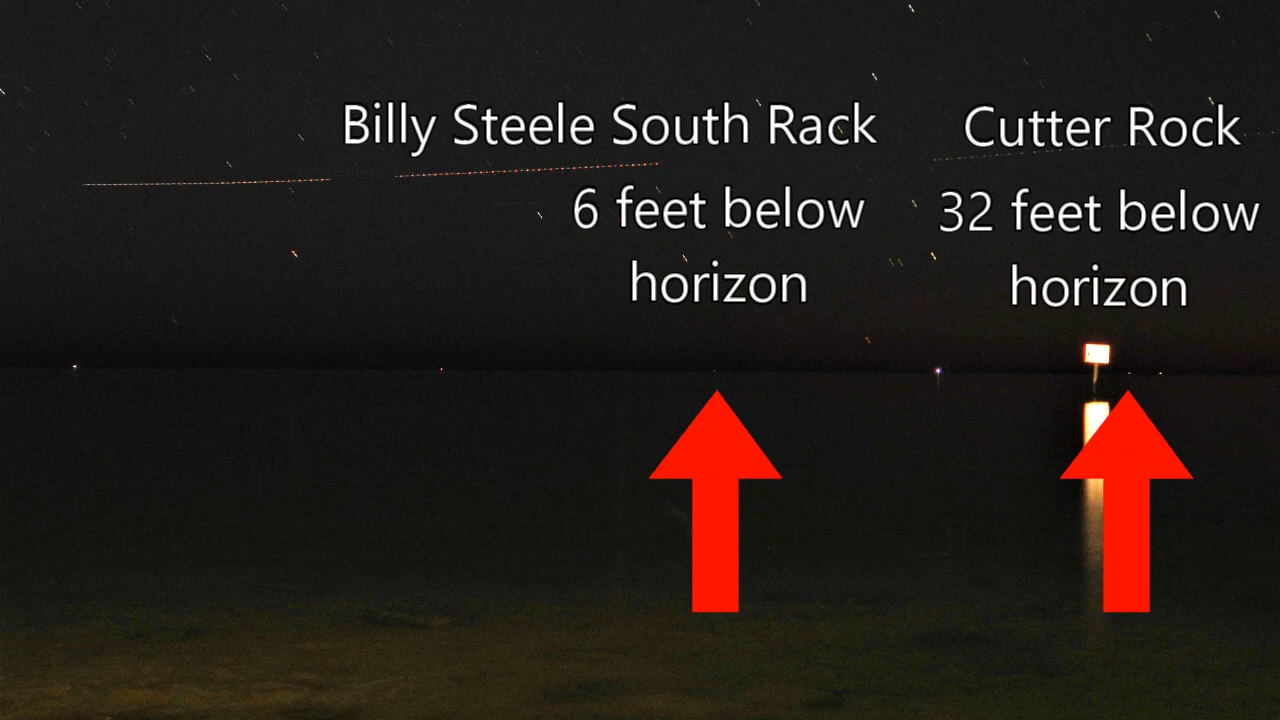 Billy Steele South Rack
6 feet below
horizon
Cutter Rock
32 feet below
horizon